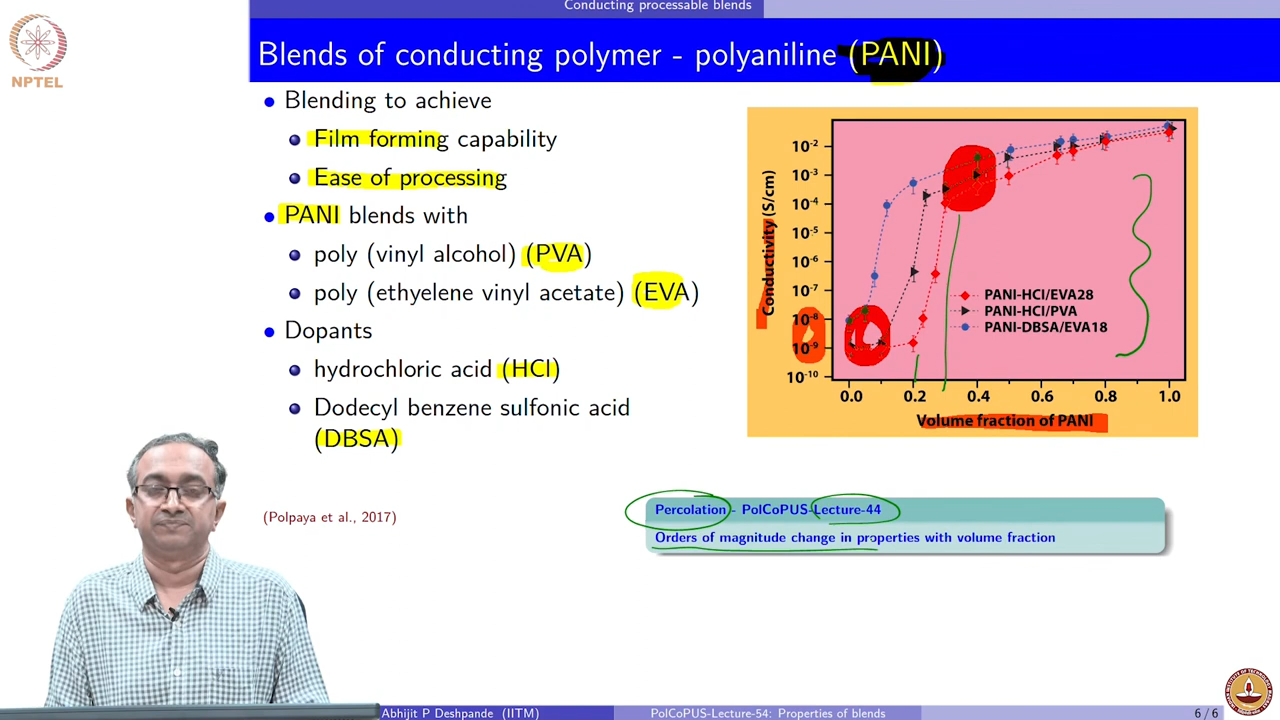 Conducting processable blends
NPTEL
Blends of conducting polymer - polyaniline (PANI)
Blending to achieve
Film forming capability
Ease of processing
PANI blends with
poly (vinyl alcohol) (PVA)
poly (ethyelene vinyl acetate) (EVA)
Dopants
hydrochloric acid (HCl)
Dodecyl benzene sulfonic acid
(DBSA)
(Polpaya et al., 2017)
Conductivity (S/cm)
10⁻²
10⁻³
10⁻⁴
10⁻⁵
10⁻⁶
10⁻⁷
10⁻⁸
10⁻⁹
10⁻¹⁰
PANI-HCl/EVA28
PANI-HCl/PVA
PANI-DBSA/EVA18
0.0 0.2 0.4 0.6 0.8 1.0
Volume fraction of PANI
Percolation - PolCoPUS-Lecture-44
Orders of magnitude change in properties with volume fraction
Abhijit P Deshpande (IITM) PolCoPUS-Lecture-54: Properties of blends 6 / 6